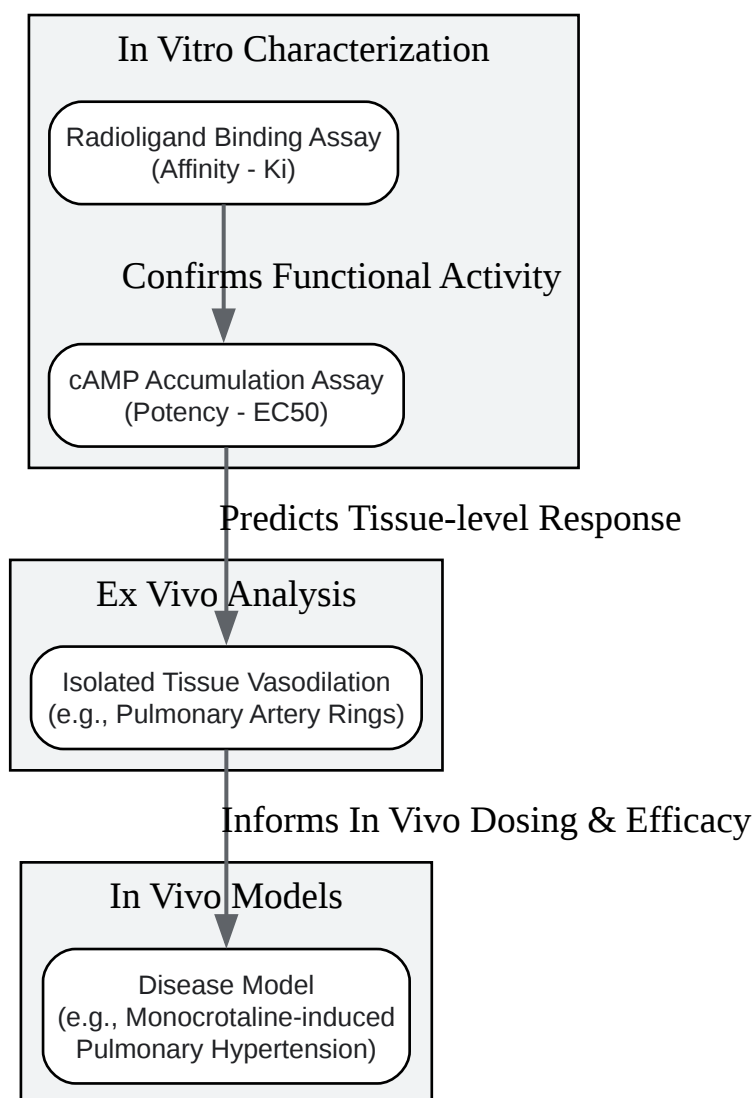 In Vitro Characterization
Radioligand Binding Assay
(Affinity - Ki)
Confirms Functional Activity
cAMP Accumulation Assay
(Potency - EC50)
Predicts Tissue-level Response
Ex Vivo Analysis
Isolated Tissue Vasodilation
(e.g., Pulmonary Artery Rings)
Informs In Vivo Dosing & Efficacy
In Vivo Models
Disease Model
(e.g., Monocrotaline-induced
Pulmonary Hypertension)